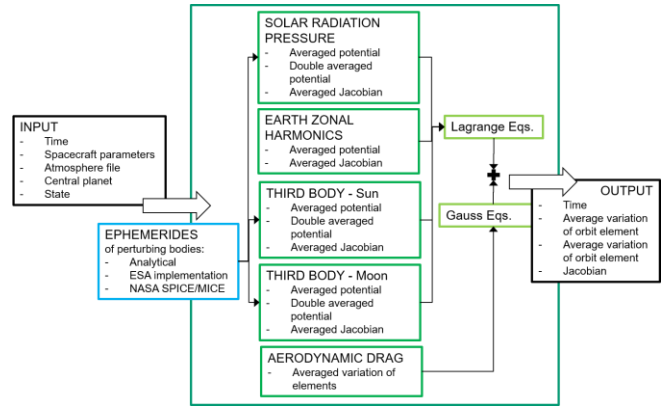 INPUT
- Time
- Spacecraft parameters
- Atmosphere file
- Central planet
- State
EPHEMERIDES
of perturbing bodies:
- Analytical
- ESA implementation
- NASA SPICE/MICE
SOLAR RADIATION
PRESSURE
- Averaged potential
- Double averaged
potential
- Averaged Jacobian
EARTH ZONAL
HARMONICS
- Averaged potential
- Averaged Jacobian
THIRD BODY - Sun
- Averaged potential
- Double averaged
potential
- Averaged Jacobian
THIRD BODY - Moon
- Averaged potential
- Double averaged
potential
- Averaged Jacobian
AERODYNAMIC DRAG
- Averaged variation of
elements
Lagrange Eqs.
Gauss Eqs.
OUTPUT
- Time
- Average variation
of orbit element
- Average variation
of orbit element
- Jacobian